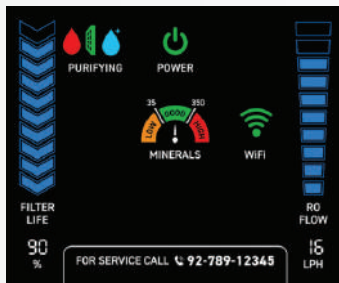 PURIFYING
POWER
35 350
LOW GOOD HIGH
MINERALS
WiFi
FILTER
LIFE
90
%
RO
FLOW
16
LPH
FOR SERVICE CALL 92-789-12345